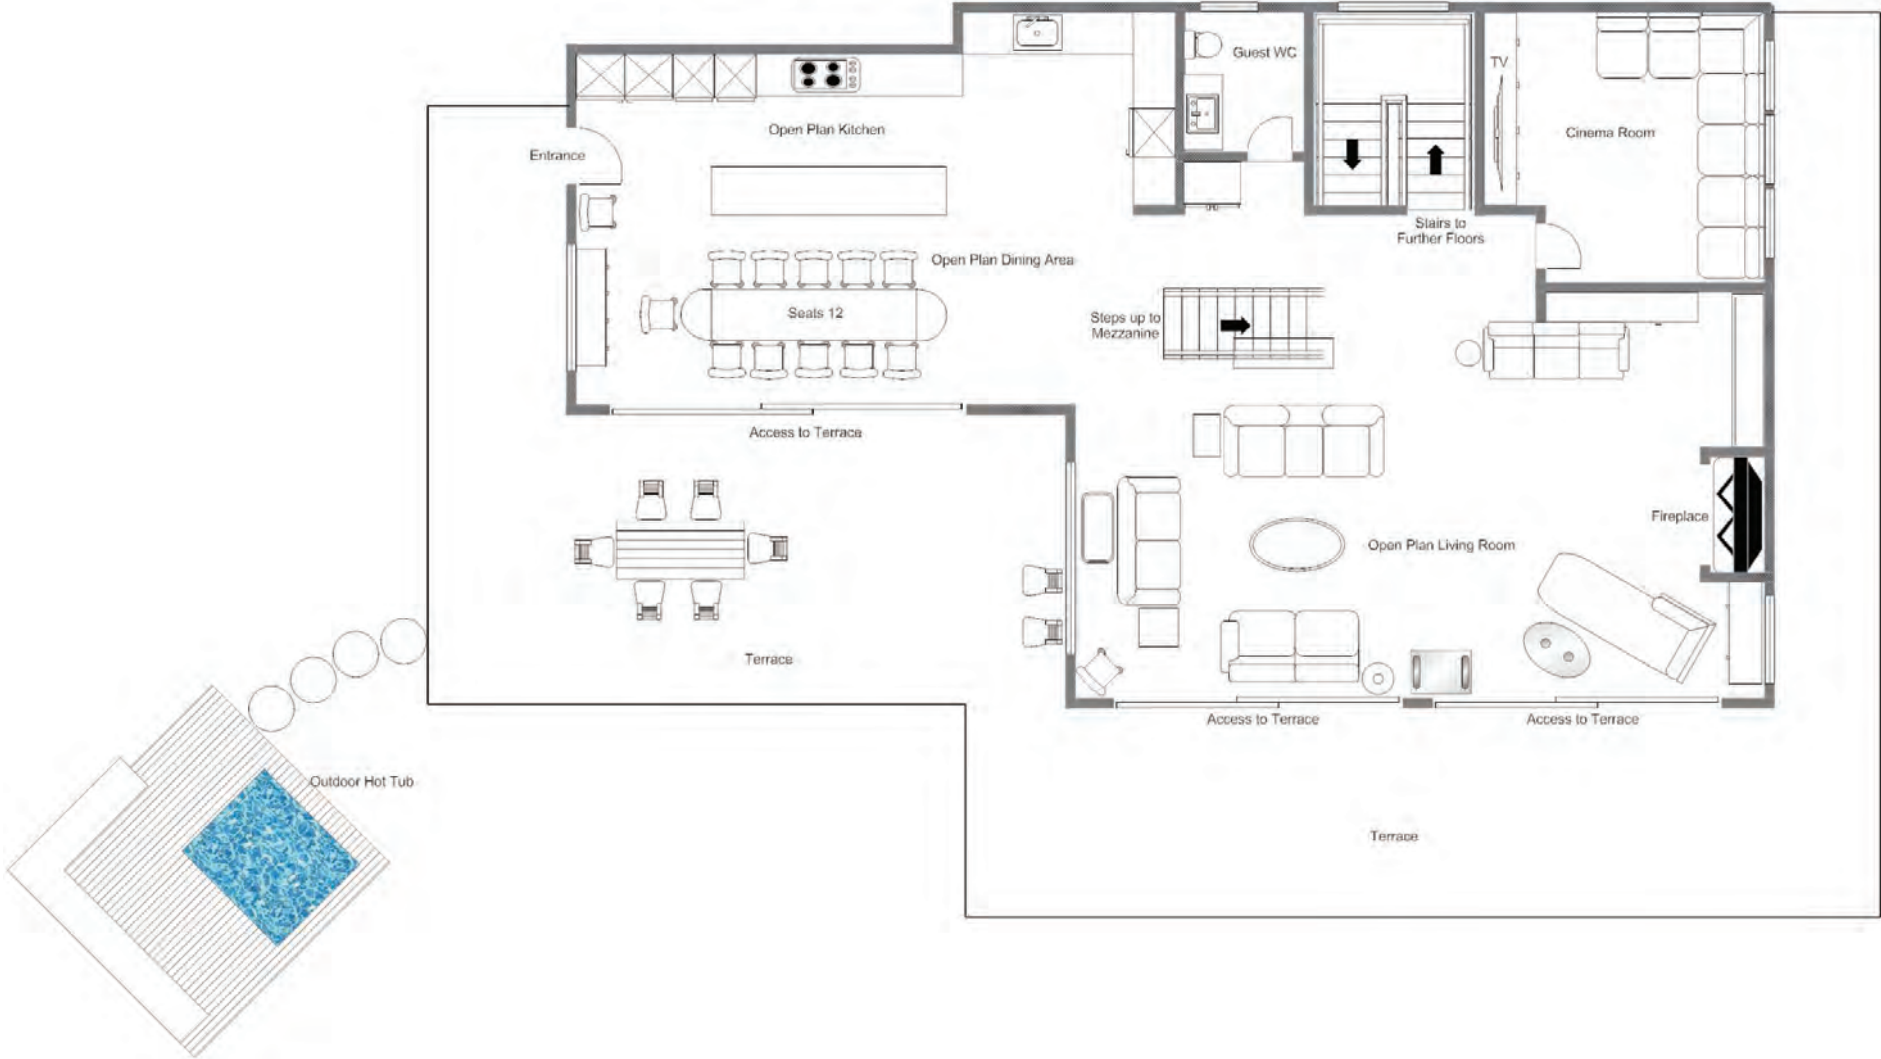 Guest WC
TV
Open Plan Kitchen
Cinema Room
Entrance
Stairs to
Further Floors
Open Plan Dining Area
Seats 12
Steps up to
Mezzanine
Access to Terrace
Fireplace
Open Plan Living Room
Terrace
Access to Terrace
Access to Terrace
Outdoor Hot Tub
Terrace